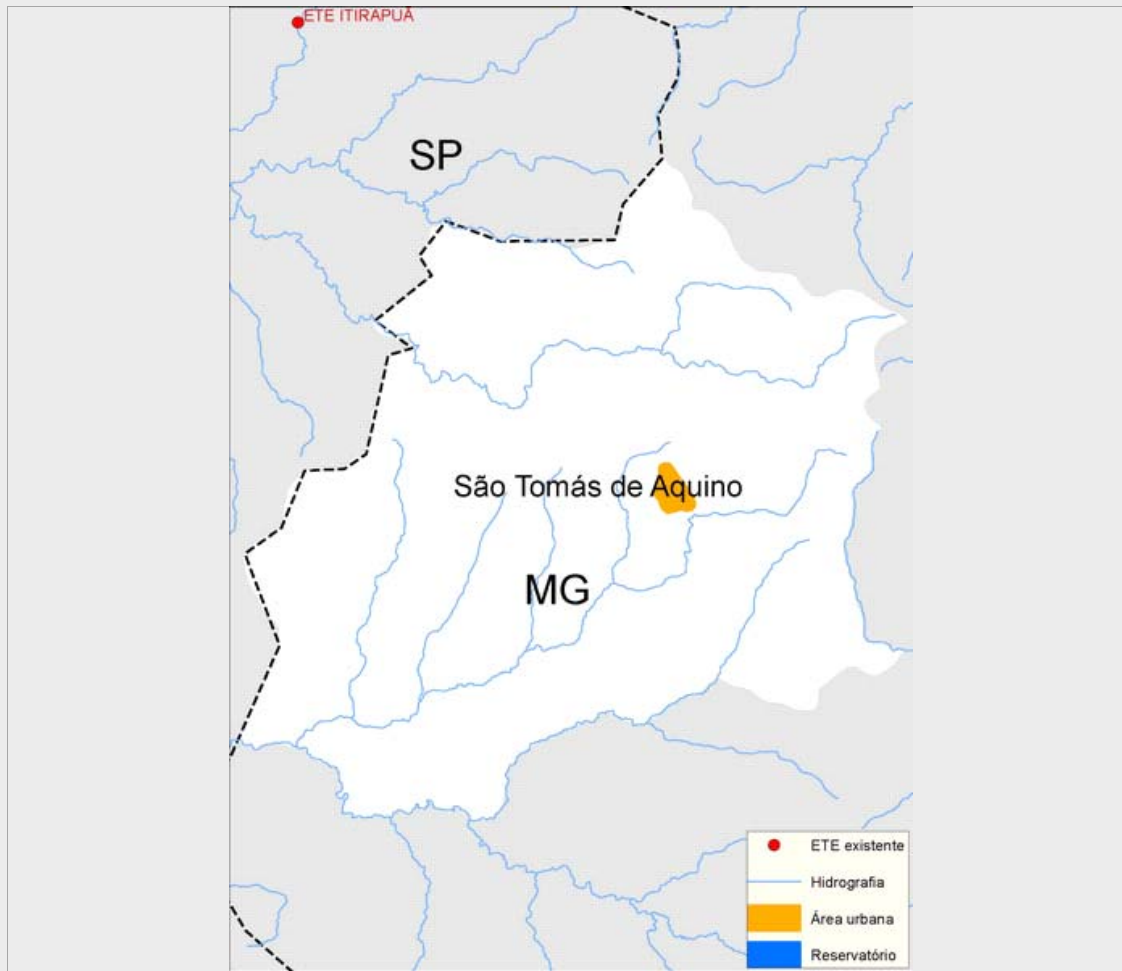 ETE ITIRAPUÃ
SP
São Tomás de Aquino
MG
ETE existente
Hidrografia
Área urbana
Reservatório